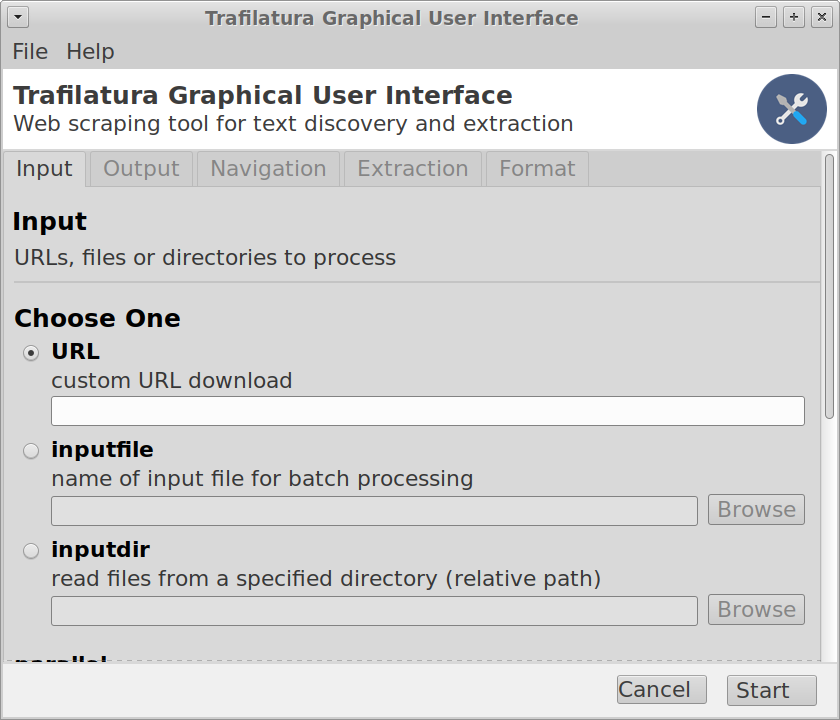 Trafilatura Graphical User Interface
File Help
Trafilatura Graphical User Interface
Web scraping tool for text discovery and extraction
Input Output Navigation Extraction Format
Input
URLs, files or directories to process
Choose One
URL
custom URL download
inputfile
name of input file for batch processing
Browse
inputdir
read files from a specified directory (relative path)
Browse
parallel
Cancel Start